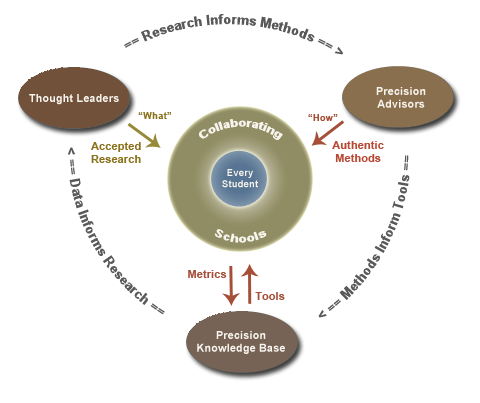 == Research Informs Methods == >
Thought Leaders
Precision
Advisors
"What"
"How"
Accepted
Research
Authentic
Methods
Collaborating
Every
Student
Schools
< == Data Informs Research ==
< == Methods Inform Tools ==
Metrics
Tools
Precision
Knowledge Base